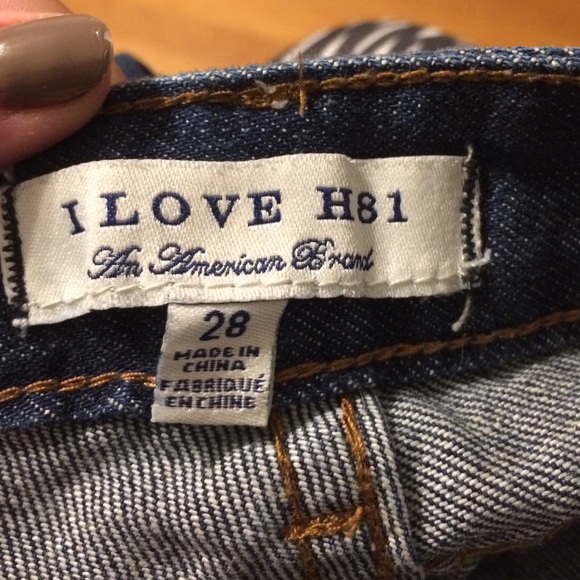 I LOVE H81
An American Brand
28
MADE IN
CHINA
FABRIQUÉ
EN CHINE